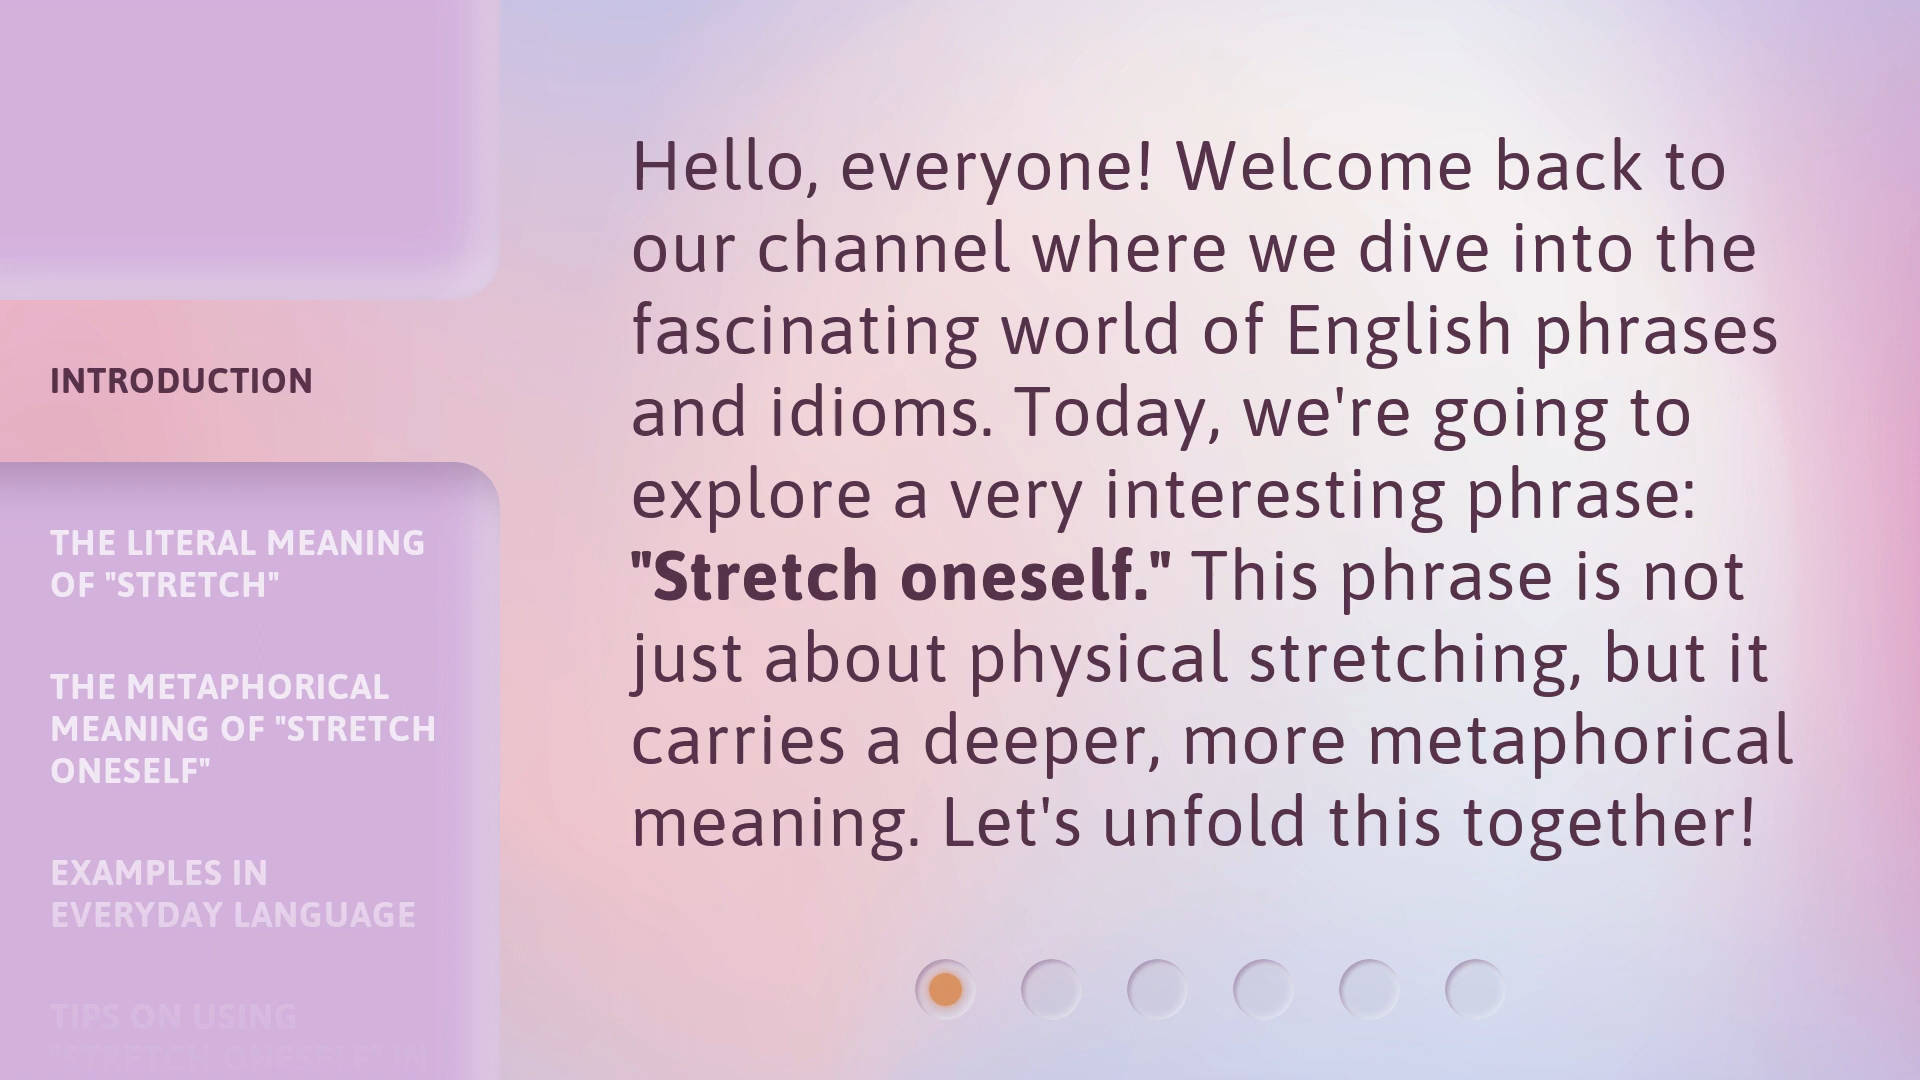 INTRODUCTION
THE LITERAL MEANING
OF "STRETCH"
THE METAPHORICAL
MEANING OF "STRETCH
ONESELF"
EXAMPLES IN
EVERYDAY LANGUAGE
TIPS ON USING
"STRETCH ONESELF" IN
Hello, everyone! Welcome back to
our channel where we dive into the
fascinating world of English phrases
and idioms. Today, we're going to
explore a very interesting phrase:
"Stretch oneself." This phrase is not
just about physical stretching, but it
carries a deeper, more metaphorical
meaning. Let's unfold this together!